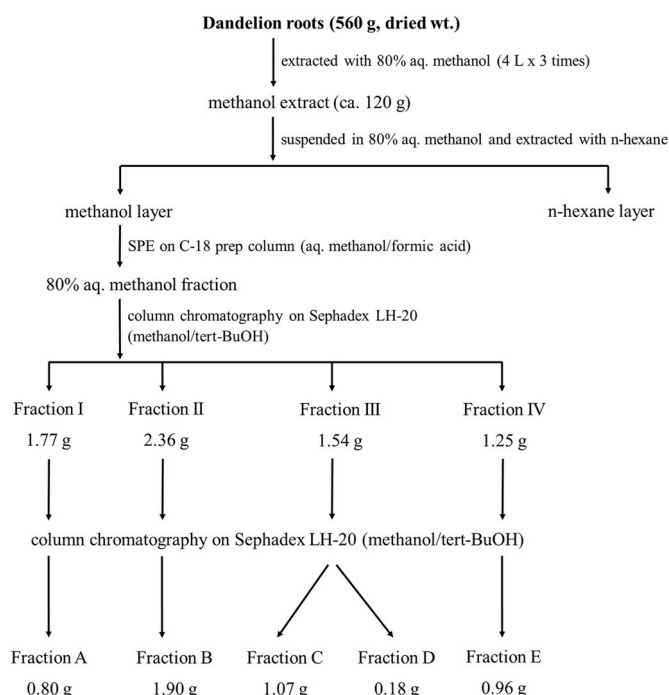 Dandelion roots (560 g, dried wt.)
extracted with 80% aq. methanol (4 L x 3 times)
methanol extract (ca. 120 g)
suspended in 80% aq. methanol and extracted with n-hexane
methanol layer
n-hexane layer
SPE on C-18 prep column (aq. methanol/formic acid)
80% aq. methanol fraction
column chromatography on Sephadex LH-20
(methanol/tert-BuOH)
Fraction I
Fraction II
Fraction III
Fraction IV
1.77 g
2.36 g
1.54 g
1.25 g
column chromatography on Sephadex LH-20 (methanol/tert-BuOH)
Fraction A
Fraction B
Fraction C
Fraction D
Fraction E
0.80 g
1.90 g
1.07 g
0.18 g
0.96 g